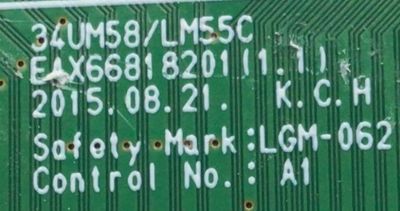 34UM58/LM55C
EAX66818201(1.1)
2015.08.21. K.C.H
Safety Mark:LGM-062
Control No.: A1